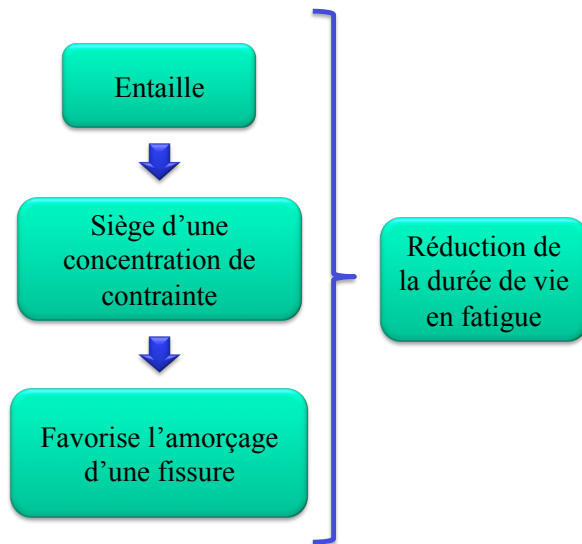 Entaille
Siège d’une
concentration de
contrainte
Favorise l’amorçage
d’une fissure
Réduction de
la durée de vie
en fatigue